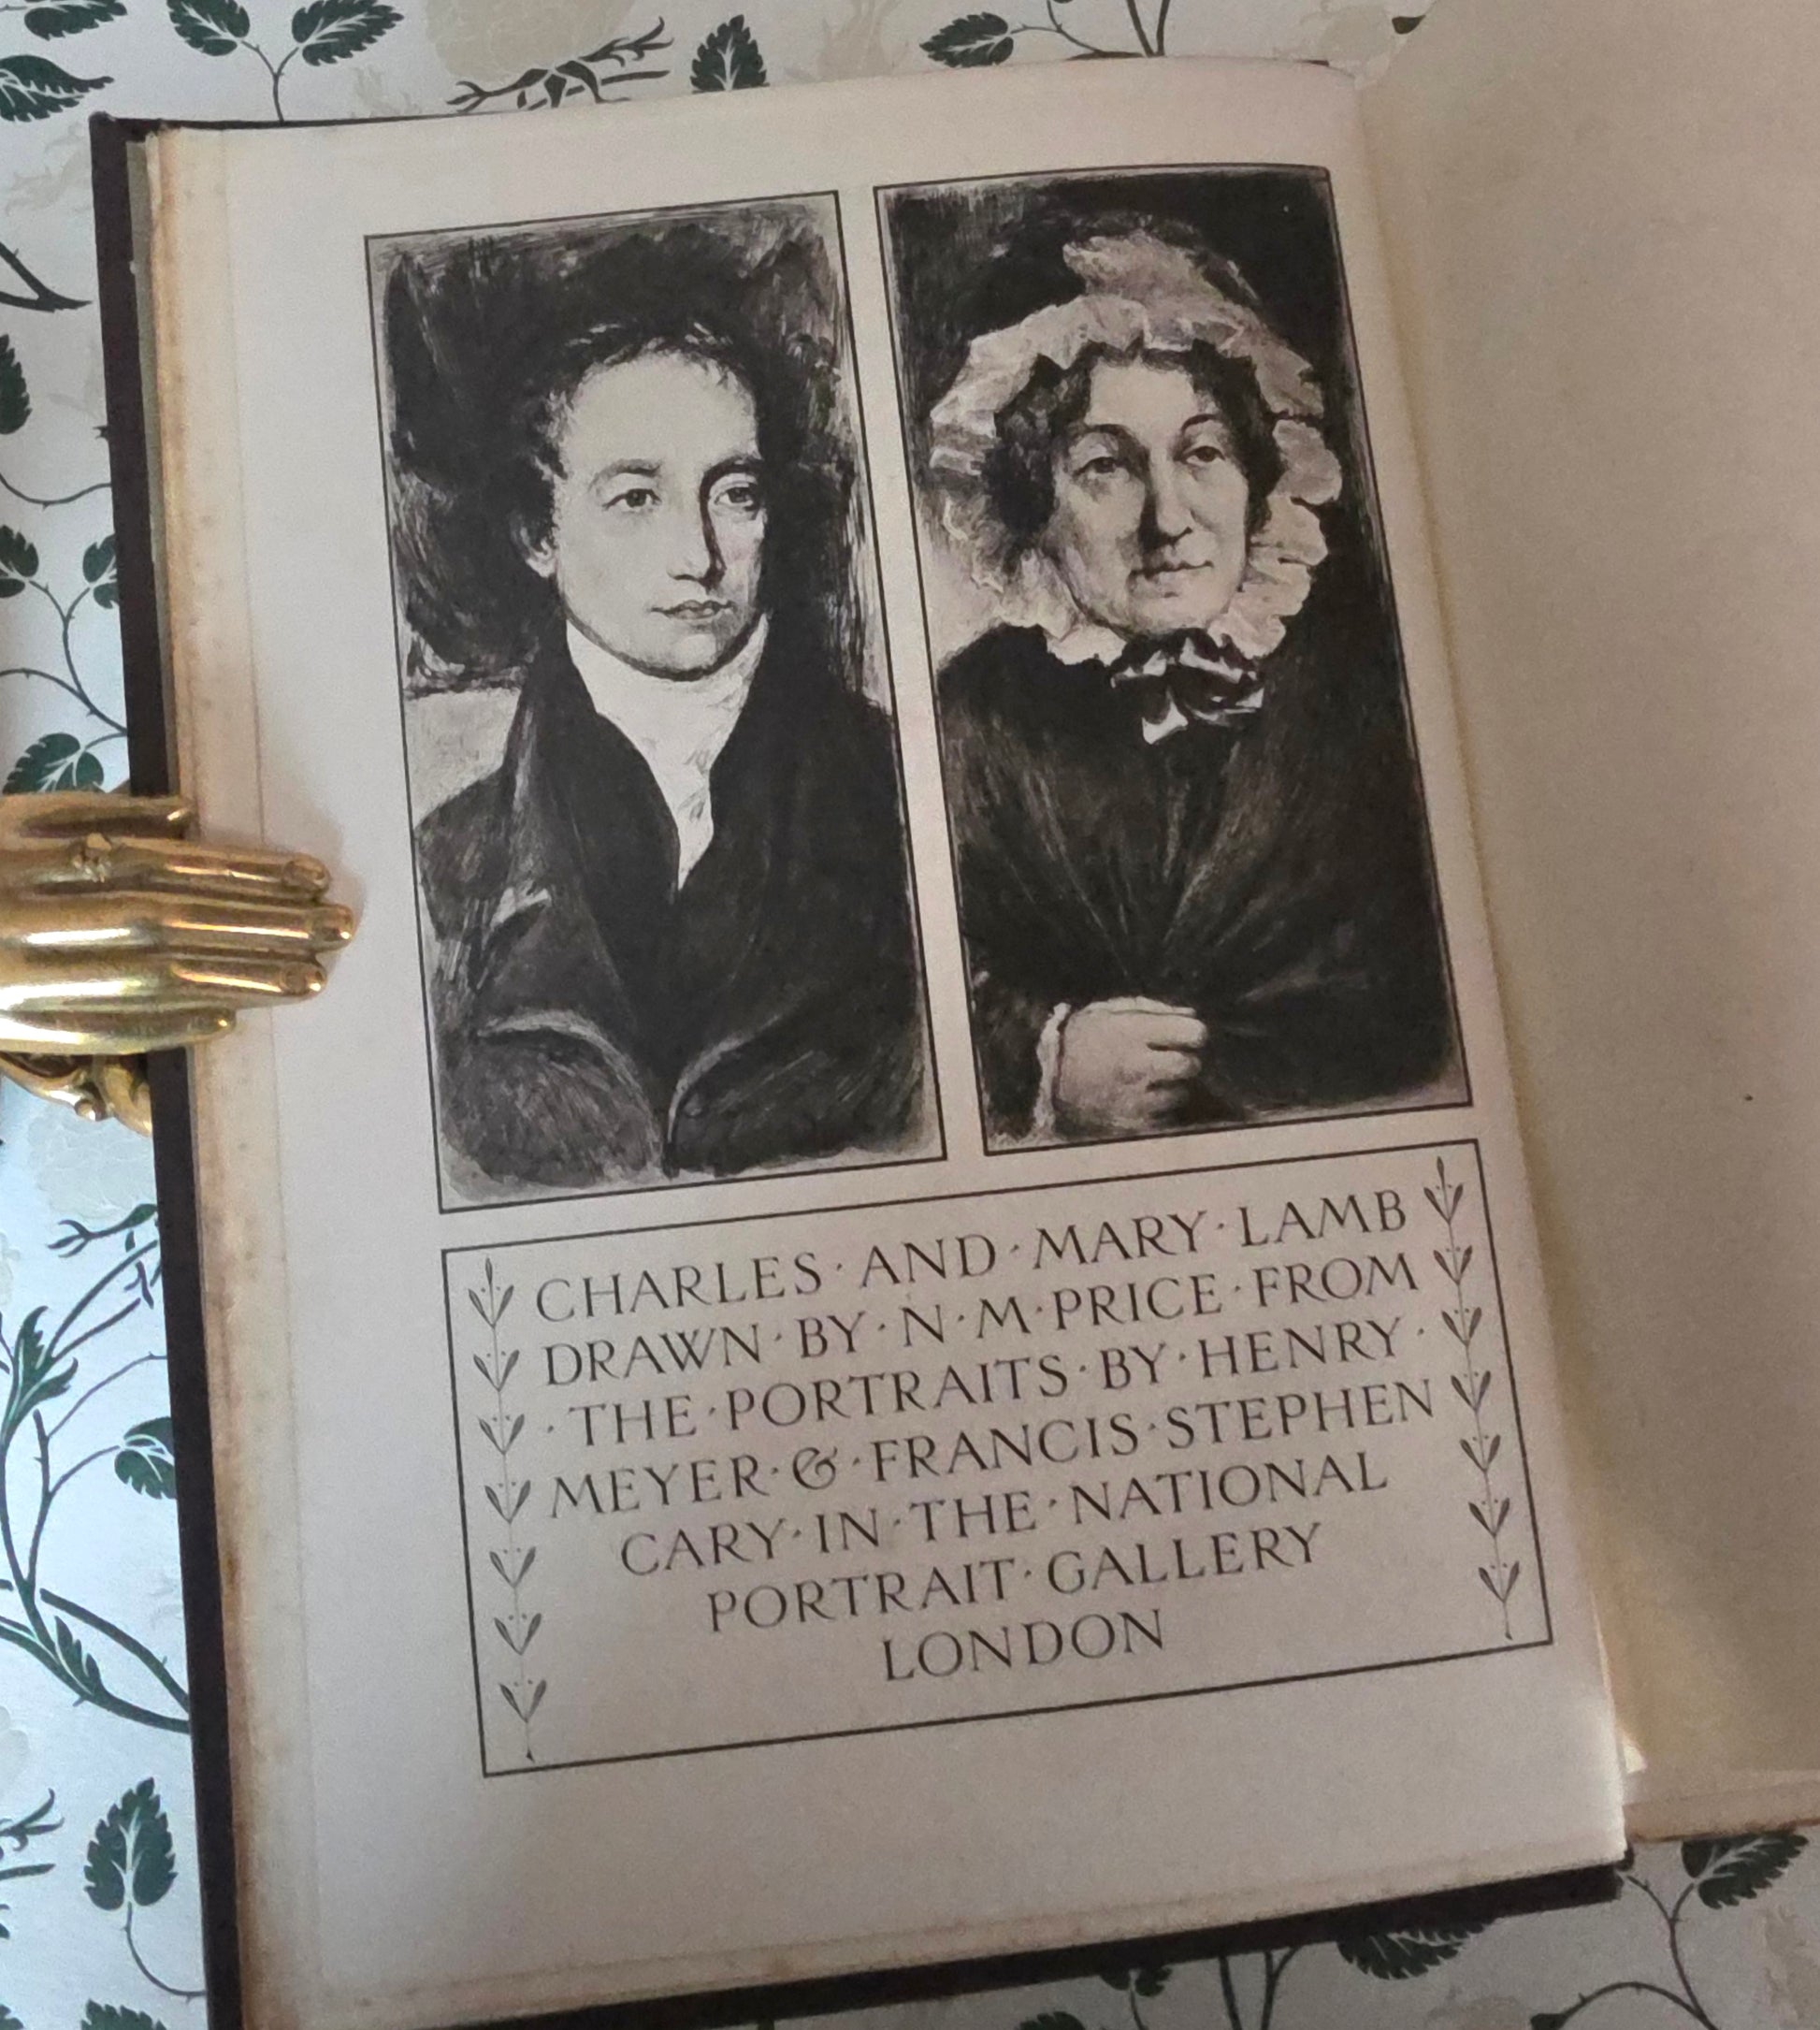 CHARLES · AND · MARY · LAMB
DRAWN · BY · N · M · PRICE · FROM
· THE · PORTRAITS · BY · HENRY ·
MEYER · & · FRANCIS · STEPHEN
CARY · IN · THE · NATIONAL
PORTRAIT · GALLERY
LONDON